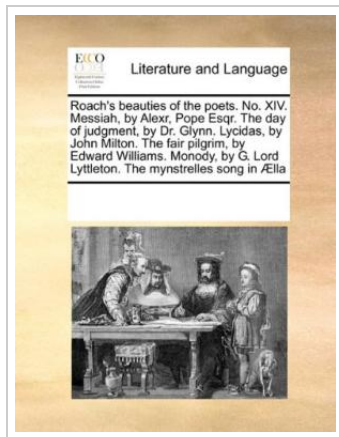 ECCO
Literature and Language
Roach's beauties of the poets. No. XIV.
Messiah, by Alexr, Pope Esqr. The day
of judgment, by Dr. Glynn. Lycidas, by
John Milton. The fair pilgrim, by
Edward Williams. Monody, by G. Lord
Lyttleton. The mynstrelles song in Ælla